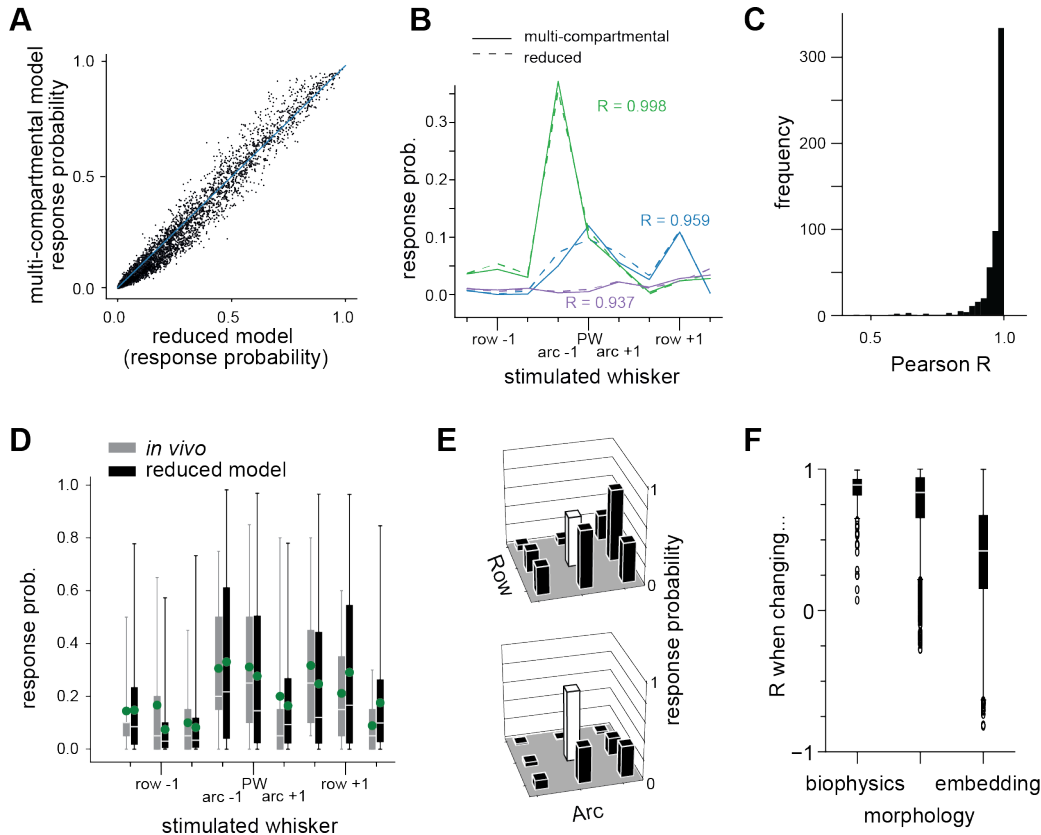 A
multi-compartmental model
response probability
1.0
0.5
0.0
0.0
0.5
1.0
reduced model
(response probability)
B
multi-compartmental
reduced
R = 0.998
R = 0.959
R = 0.937
response prob.
0.3
0.2
0.1
0.0
row -1
PW
row +1
arc -1
arc +1
stimulated whisker
C
frequency
300
200
100
0
0.5
1.0
Pearson R
D
in vivo
reduced model
response prob.
1.0
0.8
0.6
0.4
0.2
0.0
row -1
PW
row +1
arc -1
arc +1
stimulated whisker
E
1
0
Row
response probability
1
0
Arc
response probability
F
R when changing...
1
0
−1
biophysics
embedding
morphology